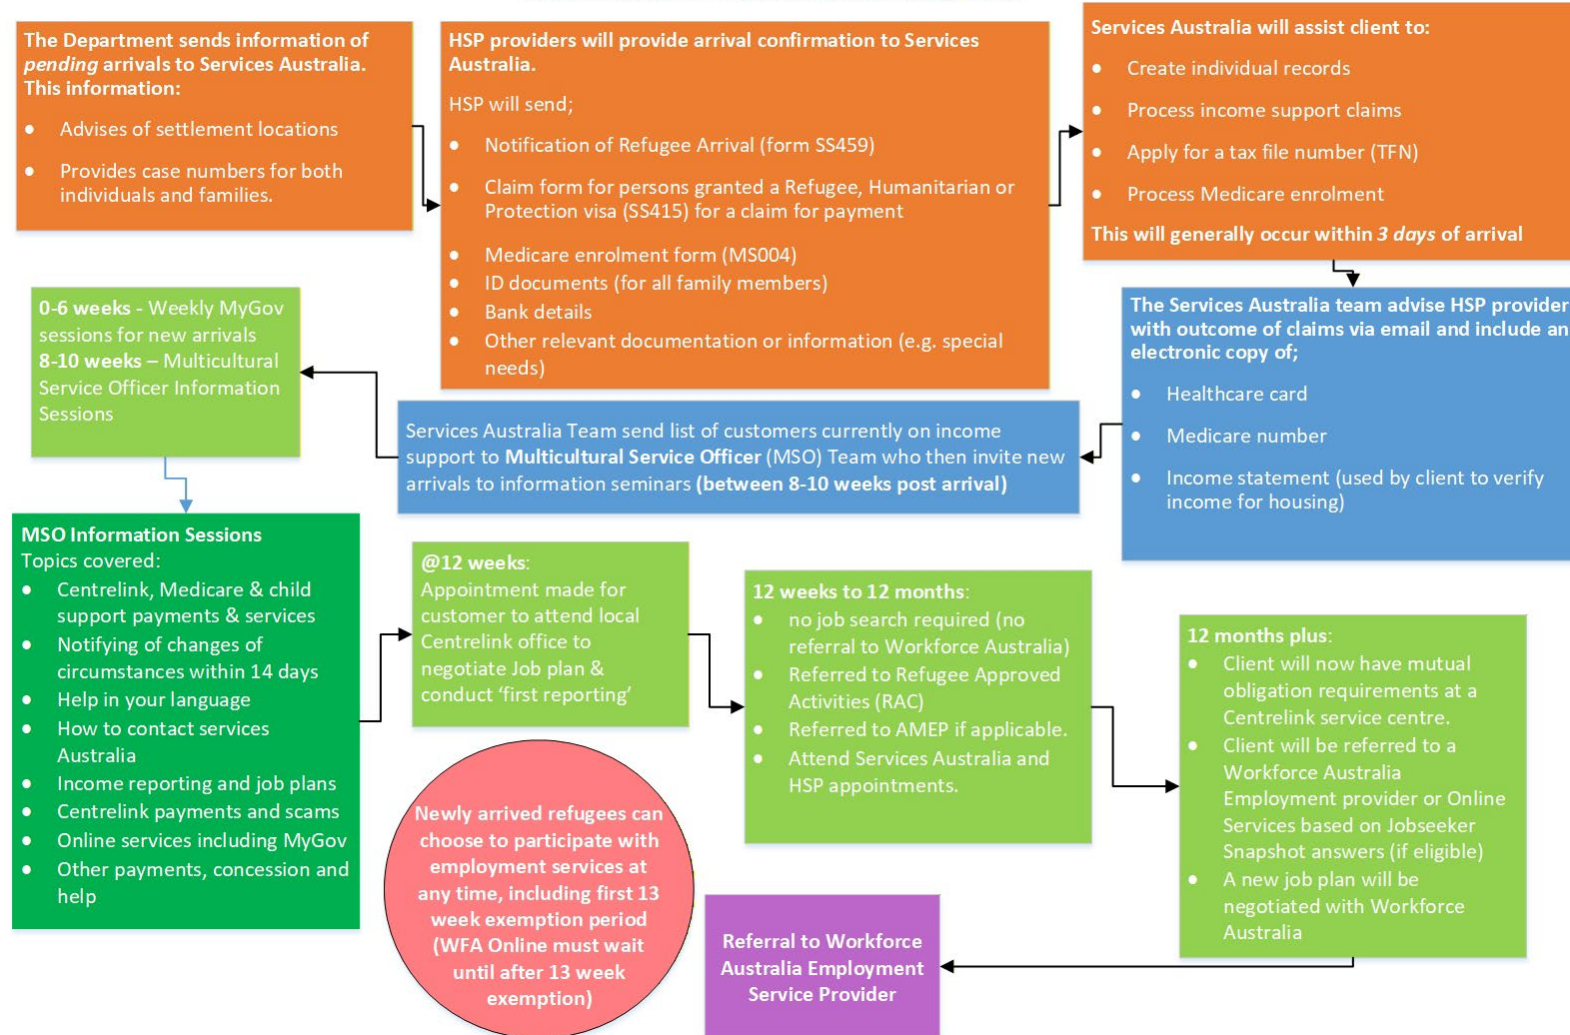 The Department sends information of
pending arrivals to Services Australia.
This information:
● Advises of settlement locations
● Provides case numbers for both
individuals and families.
HSP providers will provide arrival confirmation to Services
Australia.
HSP will send;
● Notification of Refugee Arrival (form SS459)
● Claim form for persons granted a Refugee, Humanitarian or
Protection visa (SS415) for a claim for payment
● Medicare enrolment form (MS004)
● ID documents (for all family members)
● Bank details
● Other relevant documentation or information (e.g. special
needs)
Services Australia will assist client to:
● Create individual records
● Process income support claims
● Apply for a tax file number (TFN)
● Process Medicare enrolment
This will generally occur within 3 days of arrival
The Services Australia team advise HSP provider
with outcome of claims via email and include an
electronic copy of;
● Healthcare card
● Medicare number
● Income statement (used by client to verify
income for housing)
Services Australia Team send list of customers currently on income
support to Multicultural Service Officer (MSO) Team who then invite new
arrivals to information seminars (between 8-10 weeks post arrival)
0-6 weeks - Weekly MyGov
sessions for new arrivals
8-10 weeks – Multicultural
Service Officer Information
Sessions
MSO Information Sessions
Topics covered:
● Centrelink, Medicare & child
support payments & services
● Notifying of changes of
circumstances within 14 days
● Help in your language
● How to contact services
Australia
● Income reporting and job plans
● Centrelink payments and scams
● Online services including MyGov
● Other payments, concession and
help
@12 weeks:
Appointment made for
customer to attend local
Centrelink office to
negotiate Job plan &
conduct ‘first reporting’
12 weeks to 12 months:
● no job search required (no
referral to Workforce Australia)
● Referred to Refugee Approved
Activities (RAC)
● Referred to AMEP if applicable.
● Attend Services Australia and
HSP appointments.
12 months plus:
● Client will now have mutual
obligation requirements at a
Centrelink service centre.
● Client will be referred to a
Workforce Australia
Employment provider or Online
Services based on Jobseeker
Snapshot answers (if eligible)
● A new job plan will be
negotiated with Workforce
Australia
Newly arrived refugees can
choose to participate with
employment services at
any time, including first 13
week exemption period
(WFA Online must wait
until after 13 week
exemption)
Referral to Workforce
Australia Employment
Service Provider